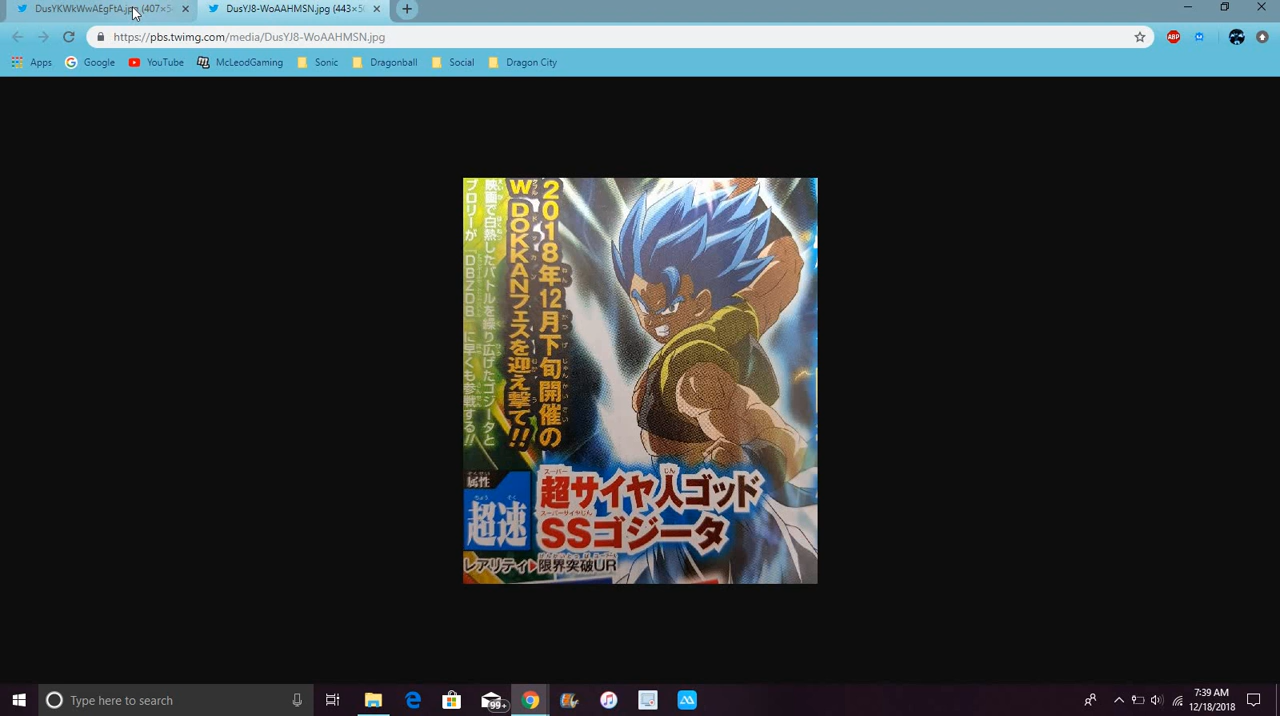 DusYKWkWwAEgFtA.jpg (407×5
DusYJ8-WoAAHMSN.jpg (443×5
https://pbs.twimg.com/media/DusYJ8-WoAAHMSN.jpg
ABP
Apps
Google
YouTube
McLeodGaming
Sonic
Dragonball
Social
Dragon City
2018年12月下旬開催の
W DOKKANフェスを迎え撃て!!
映画で白熱したバトルを繰り広げたゴジータと
ブロリーが「DBZDB」に早くも参戦する!!
属性
超速
超サイヤ人ゴッド
SSゴジータ
レアリティ▶限界突破UR
Type here to search
99+
7:39 AM
12/18/2018